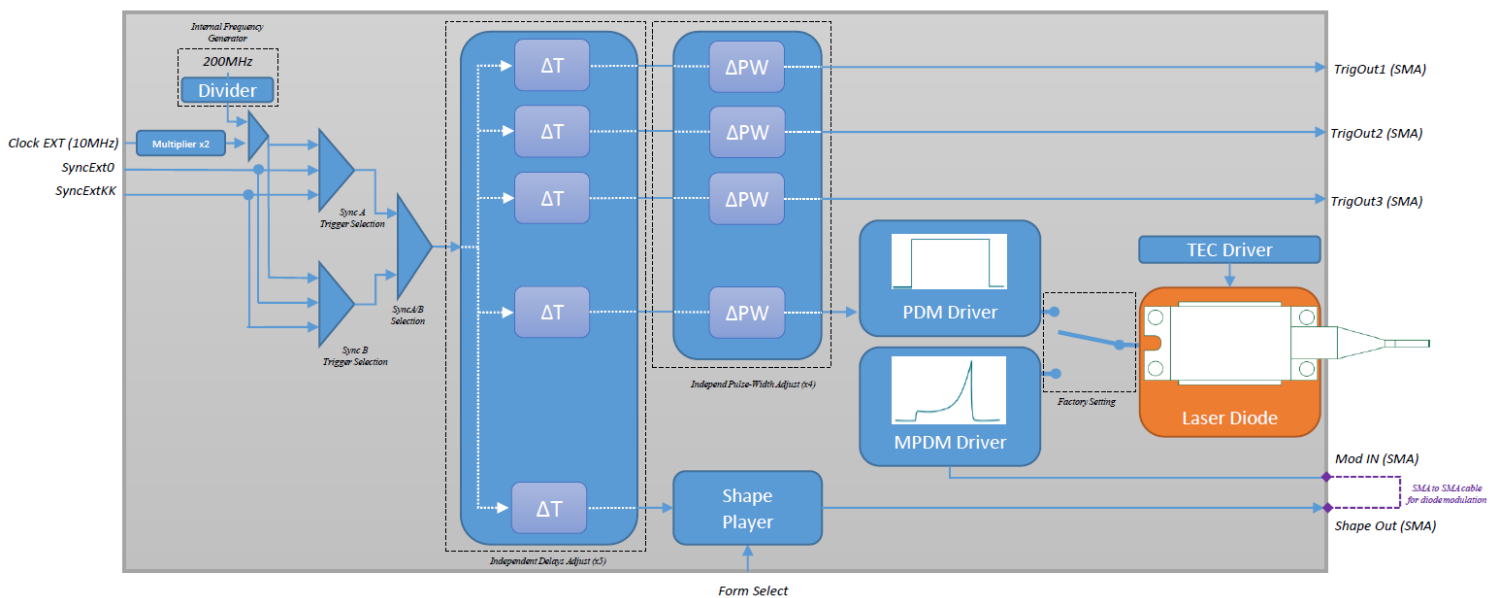 Internal Frequency
Generator
200MHz
Divider
Clock EXT (10MHz)
Multiplier x2
SyncExt0
SyncExtKK
Sync A
Trigger Selection
SyncA/B
Selection
Sync B
Trigger Selection
ΔT
ΔT
ΔT
ΔT
ΔT
Independent Delays Adjust (x5)
ΔPW
ΔPW
ΔPW
ΔPW
Independ Pulse-Width Adjust (x4)
TrigOut1 (SMA)
TrigOut2 (SMA)
TrigOut3 (SMA)
PDM Driver
MPDM Driver
Factory Setting
TEC Driver
Laser Diode
Mod IN (SMA)
SMA to SMA cable
for diode modulation
Shape Out (SMA)
Shape
Player
Form Select